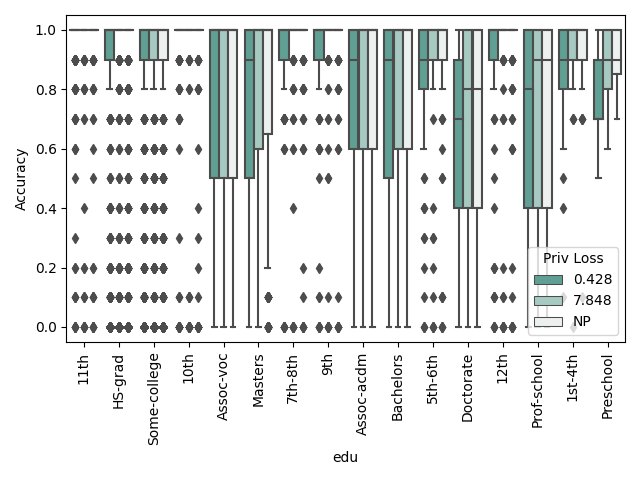 1.0
0.8
0.6
0.4
0.2
0.0
Accuracy
Priv Loss
0.428
7.848
NP
11th
HS-grad
Some-college
10th
Assoc-voc
Masters
7th-8th
9th
Assoc-acdm
Bachelors
5th-6th
Doctorate
12th
Prof-school
1st-4th
Preschool
edu